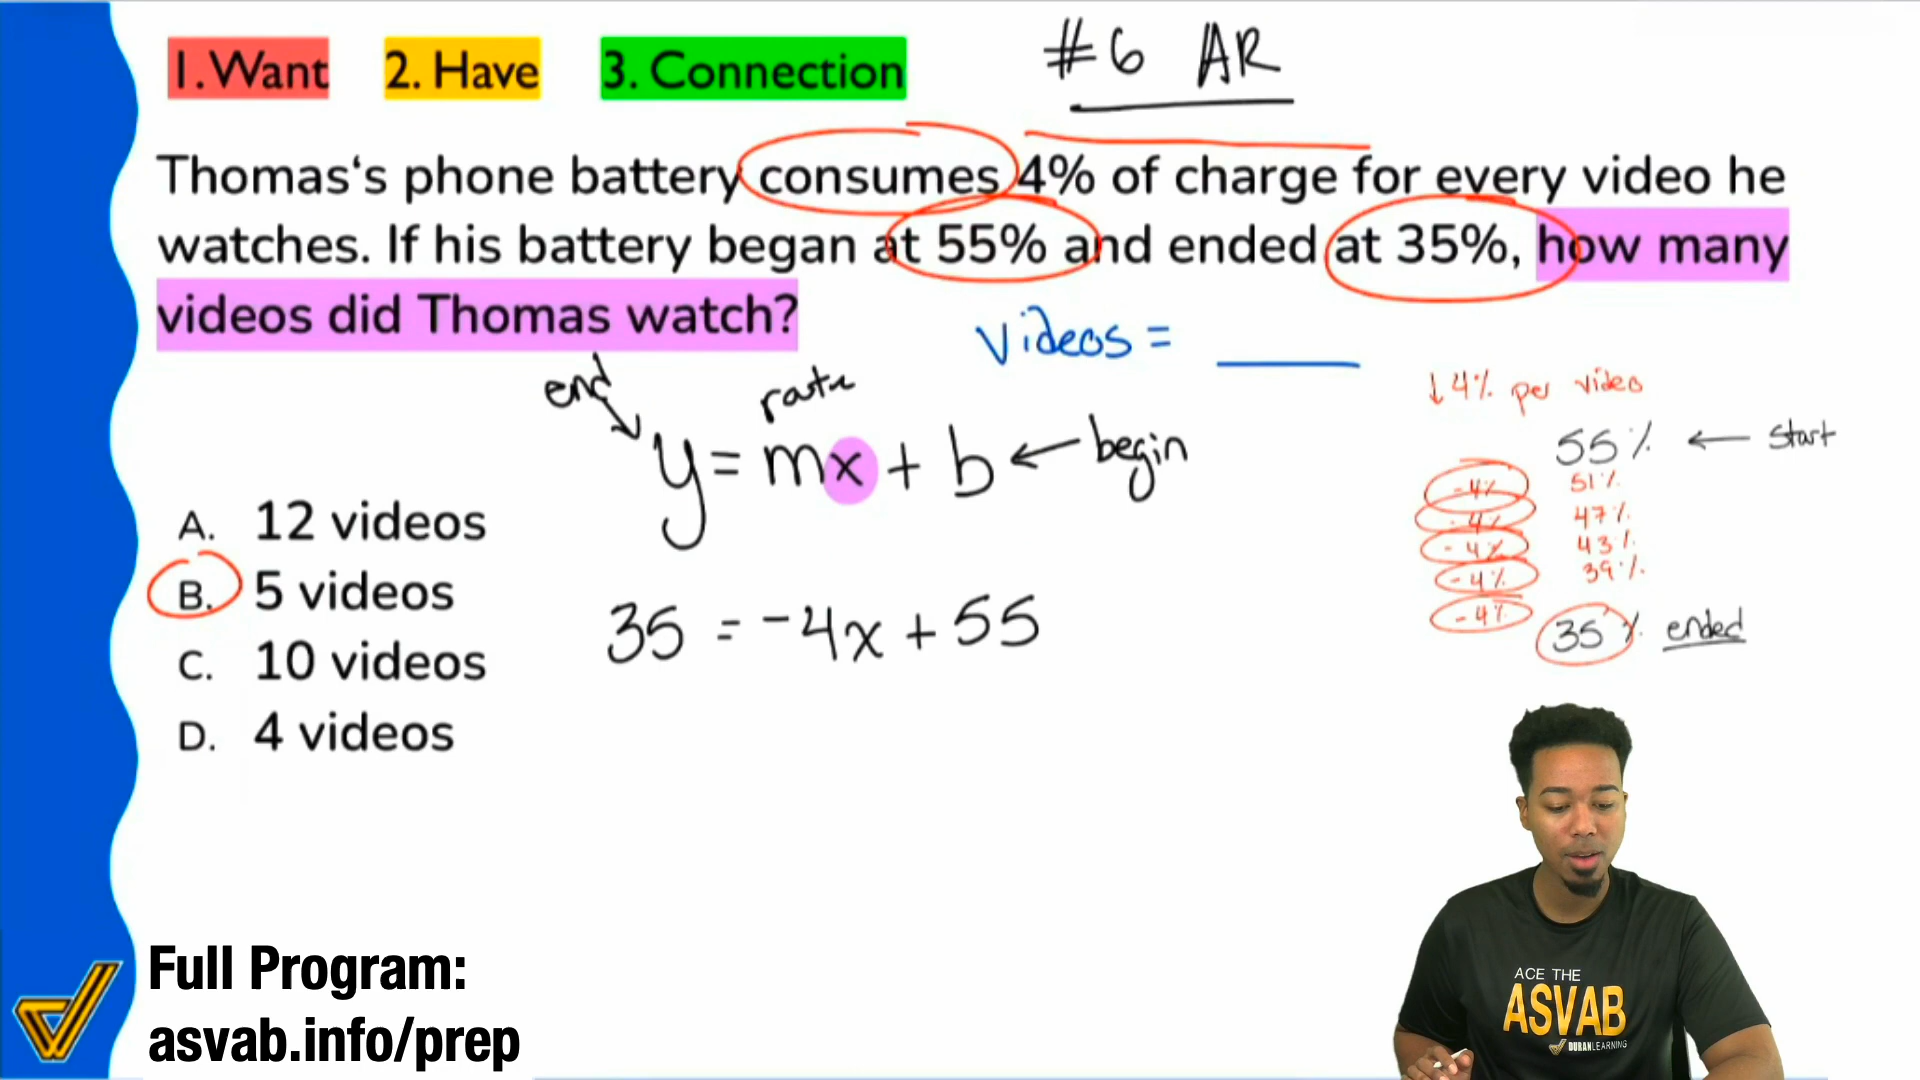 1. Want 2. Have 3. Connection #6 AR
Thomas‘s phone battery consumes 4% of charge for every video he
watches. If his battery began at 55% and ended at 35%, how many
videos did Thomas watch?
videos = ____
end rate
y = mx + b ← begin
↓4% per video
55% ← start
-4% 51%
-4% 47%
-4% 43%
-4% 39%
-4%
35% ended
A. 12 videos
B. 5 videos
C. 10 videos
D. 4 videos
35 = -4x + 55
Full Program:
asvab.info/prep
ACE THE
ASVAB
DURAN LEARNING